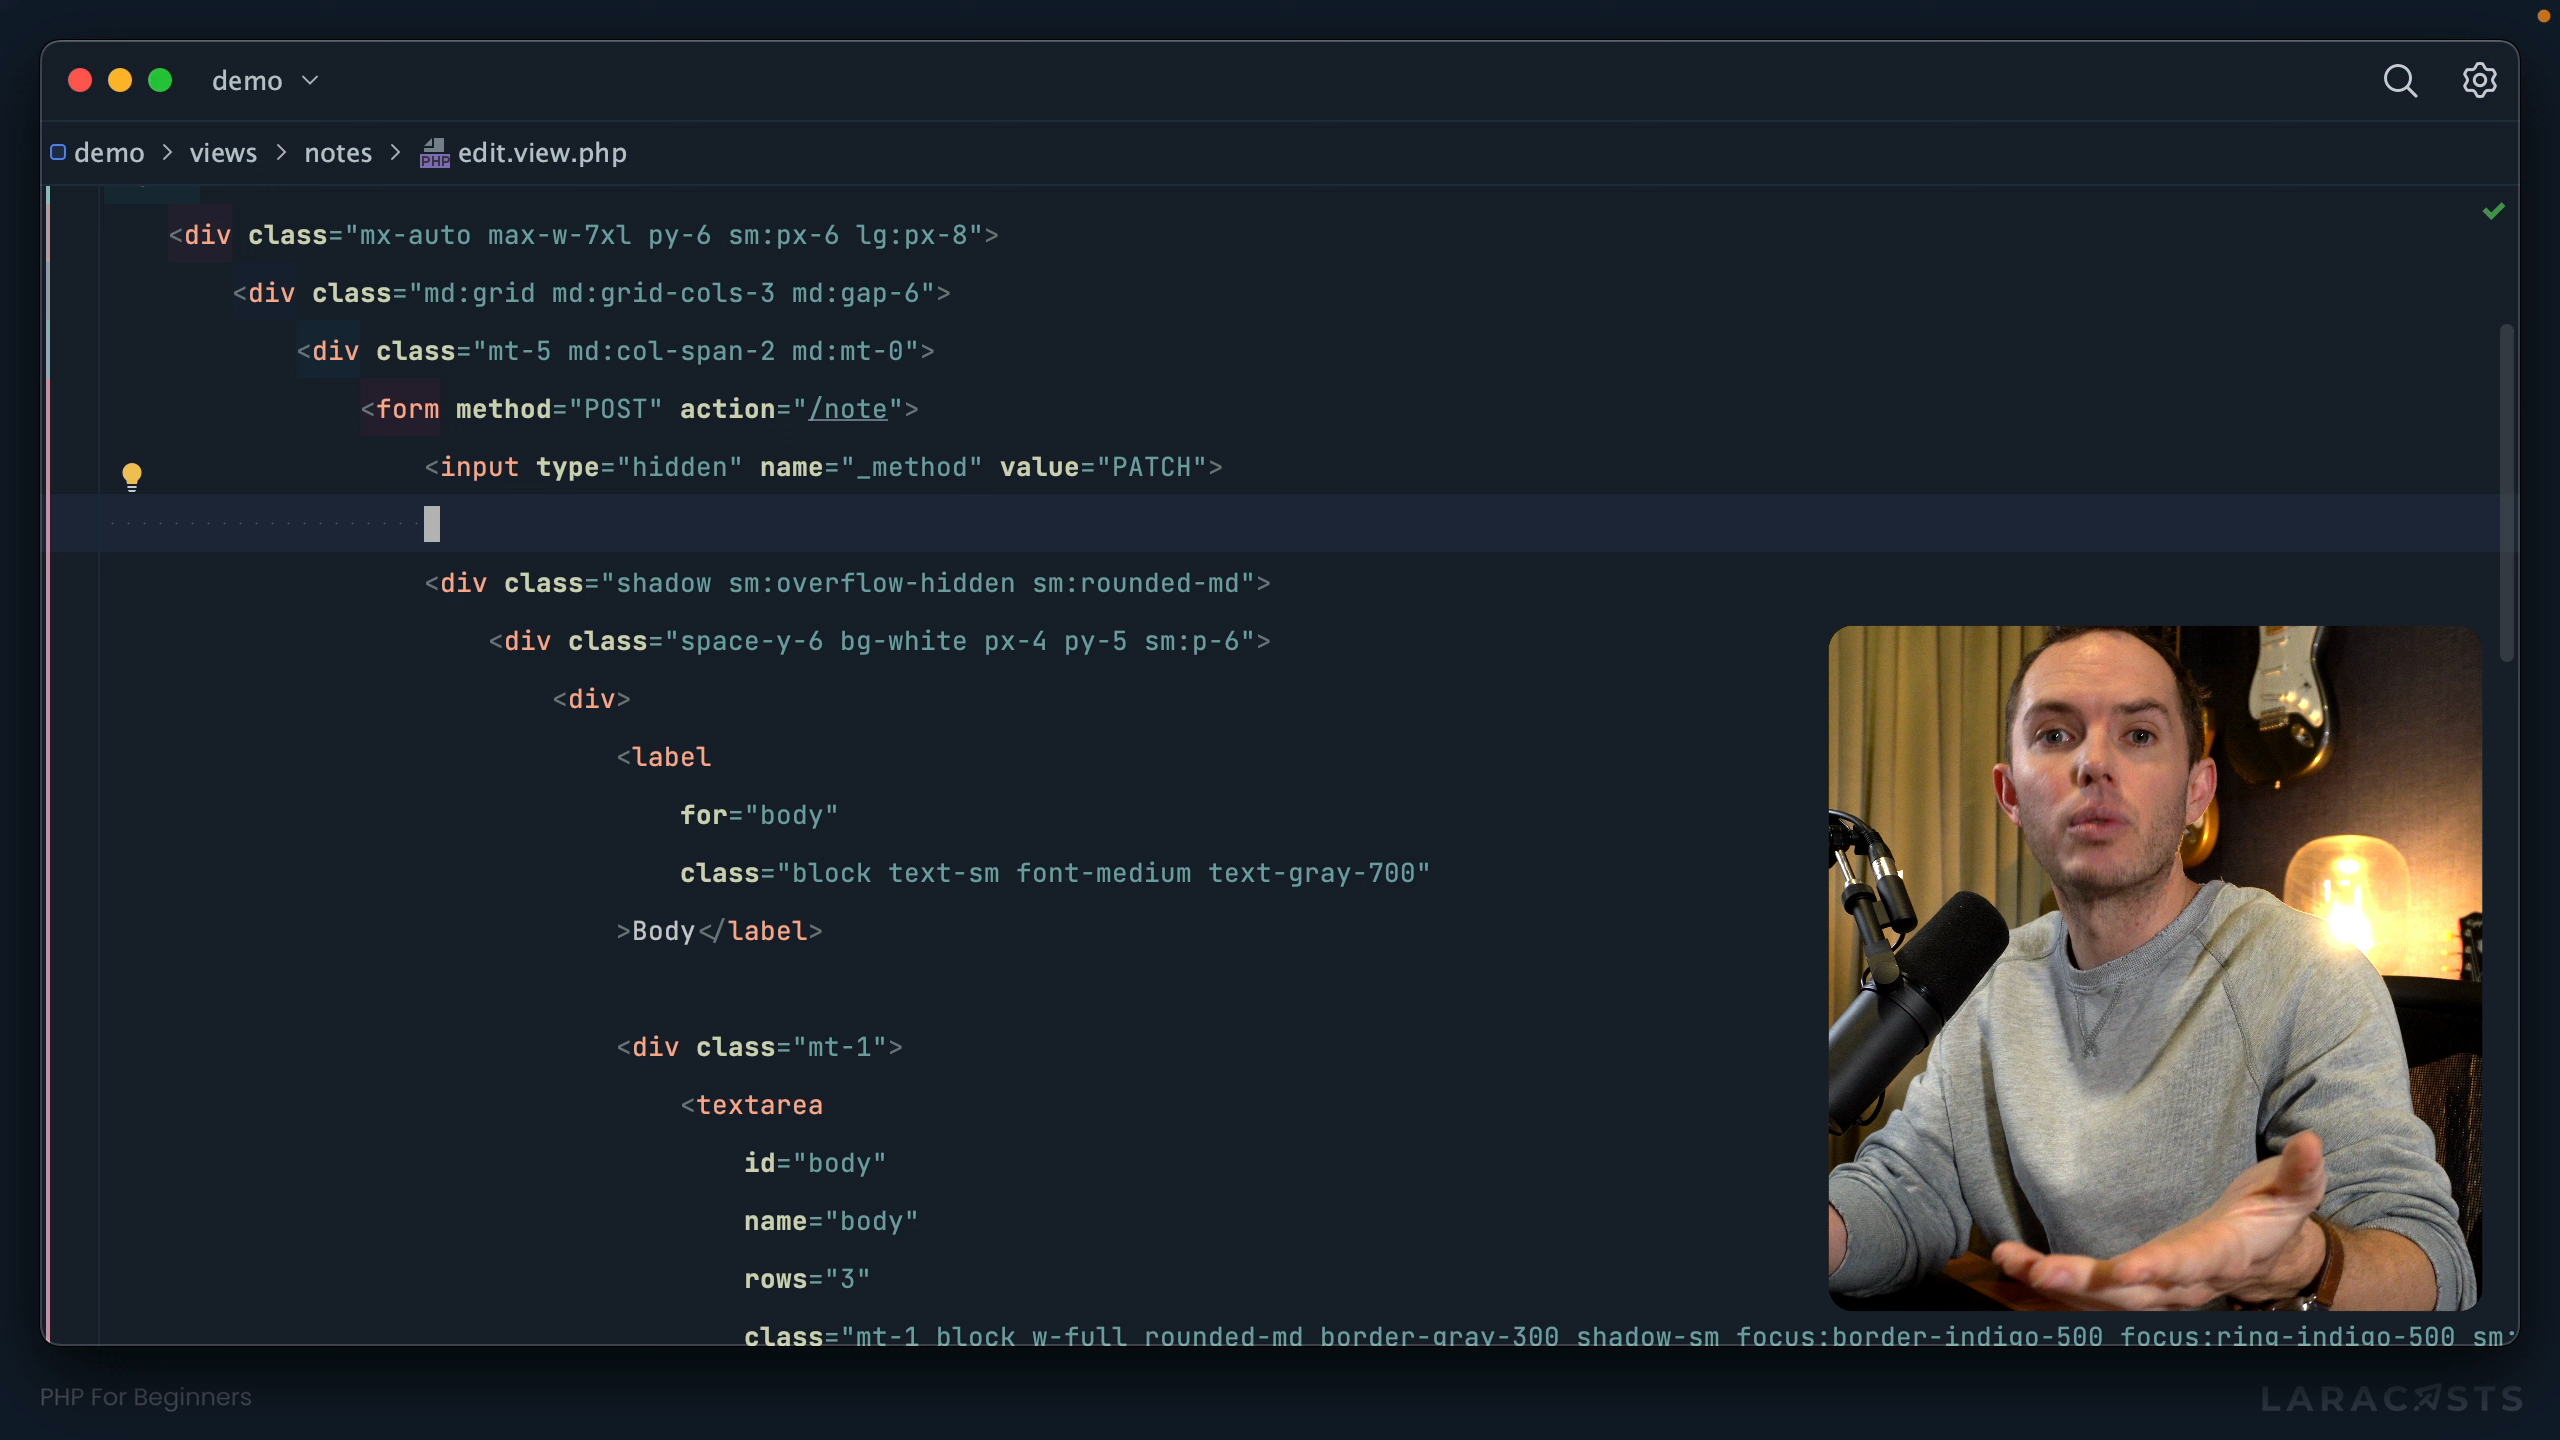 demo
demo > views > notes > PHP edit.view.php
<div class="mx-auto max-w-7xl py-6 sm:px-6 lg:px-8">
<div class="md:grid md:grid-cols-3 md:gap-6">
<div class="mt-5 md:col-span-2 md:mt-0">
<form method="POST" action="/note">
<input type="hidden" name="_method" value="PATCH">
<div class="shadow sm:overflow-hidden sm:rounded-md">
<div class="space-y-6 bg-white px-4 py-5 sm:p-6">
<div>
<label
for="body"
class="block text-sm font-medium text-gray-700"
>Body</label>
<div class="mt-1">
<textarea
id="body"
name="body"
rows="3"
class="mt-1 block w-full rounded-md border-gray-300 shadow-sm focus:border-indigo-500 focus:ring-indigo-500 sm:
PHP For Beginners
LARACASTS